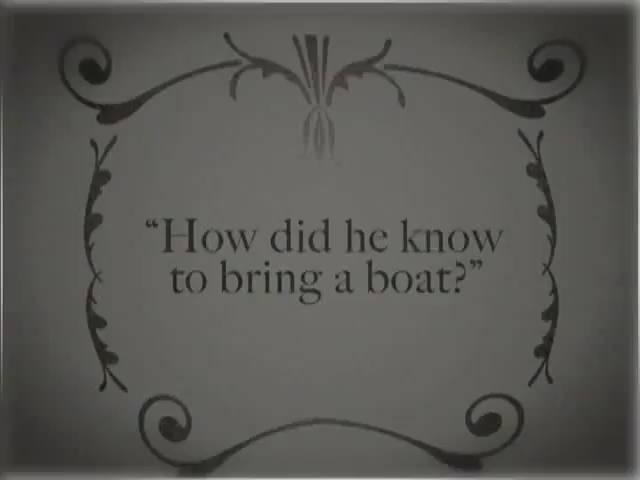 “How did he know
to bring a boat?”